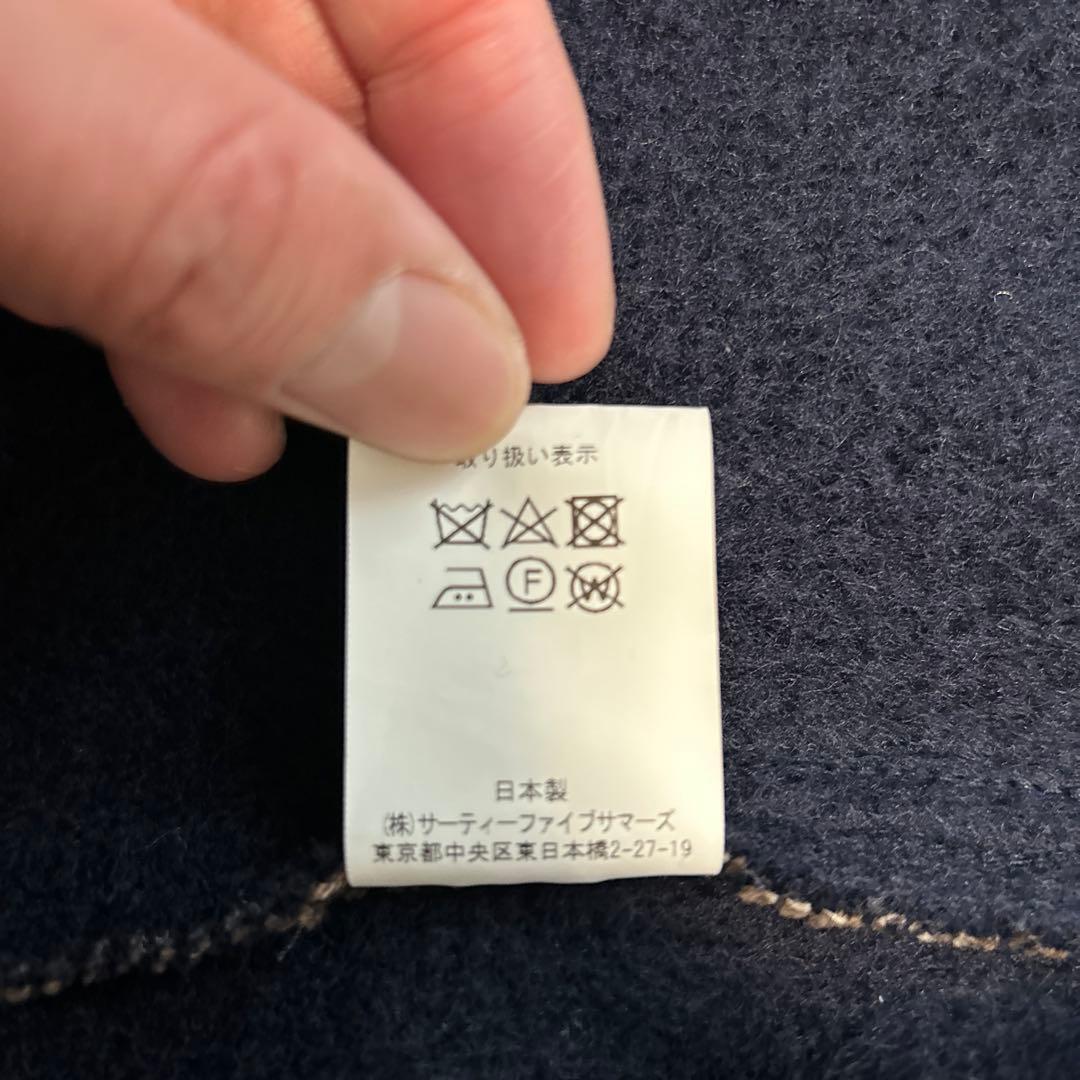 取り扱い表示
F W
日本製
(株)サーティーファイブサマーズ
東京都中央区東日本橋2-27-19